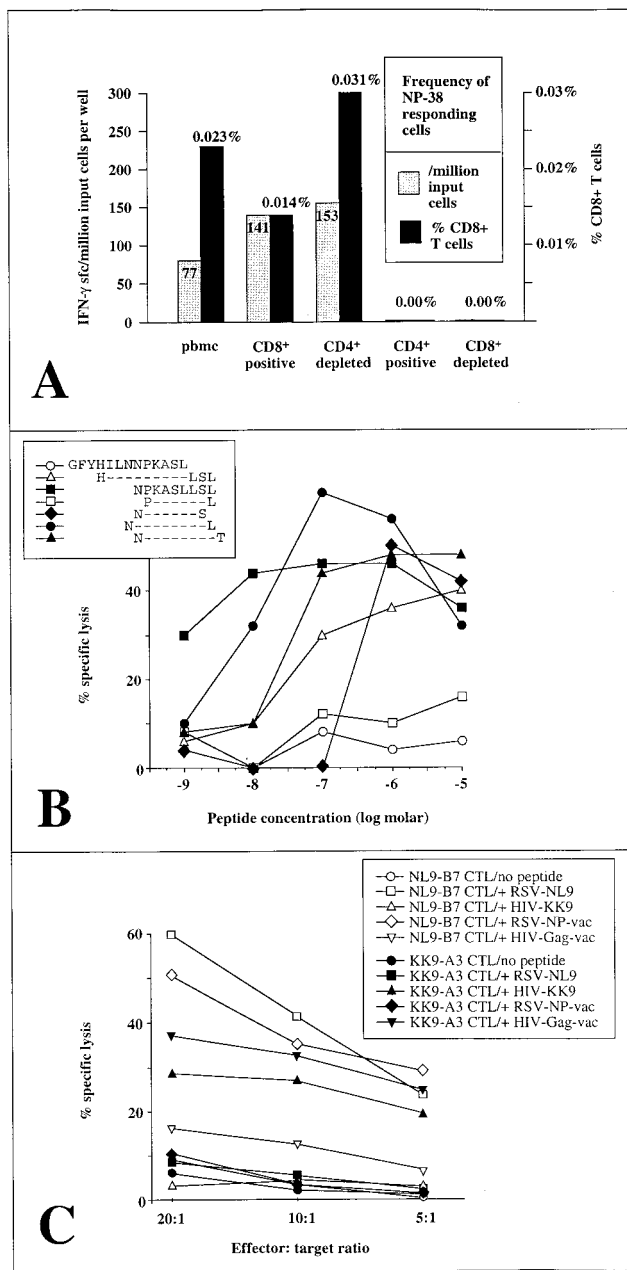 300
250
200
150
100
50
0
IFN-γ sfc/million input cells per well
0.023%
77
141
0.014%
153
0.031%
0.00%
0.00%
Frequency of
NP-38
responding
cells
/million
input
cells
% CD8+
T cells
0.03%
0.02%
0.01%
% CD8+ T cells
pbmc
CD8+
positive
CD4+
depleted
CD4+
positive
CD8+
depleted
A
GFYHILNNPKASL
H---------LSL
NPKASLLSL
P------L
N-------S
N--------L
N--------T
40
20
0
% specific lysis
-9
-8
-7
-6
-5
Peptide concentration (log molar)
B
NL9-B7 CTL/no peptide
NL9-B7 CTL/+ RSV-NL9
NL9-B7 CTL/+ HIV-KK9
NL9-B7 CTL/+ RSV-NP-vac
NL9-B7 CTL/+ HIV-Gag-vac
KK9-A3 CTL/no peptide
KK9-A3 CTL/+ RSV-NL9
KK9-A3 CTL/+ HIV-KK9
KK9-A3 CTL/+ RSV-NP-vac
KK9-A3 CTL/+ HIV-Gag-vac
60
40
20
0
% specific lysis
20:1
10:1
5:1
Effector: target ratio
C